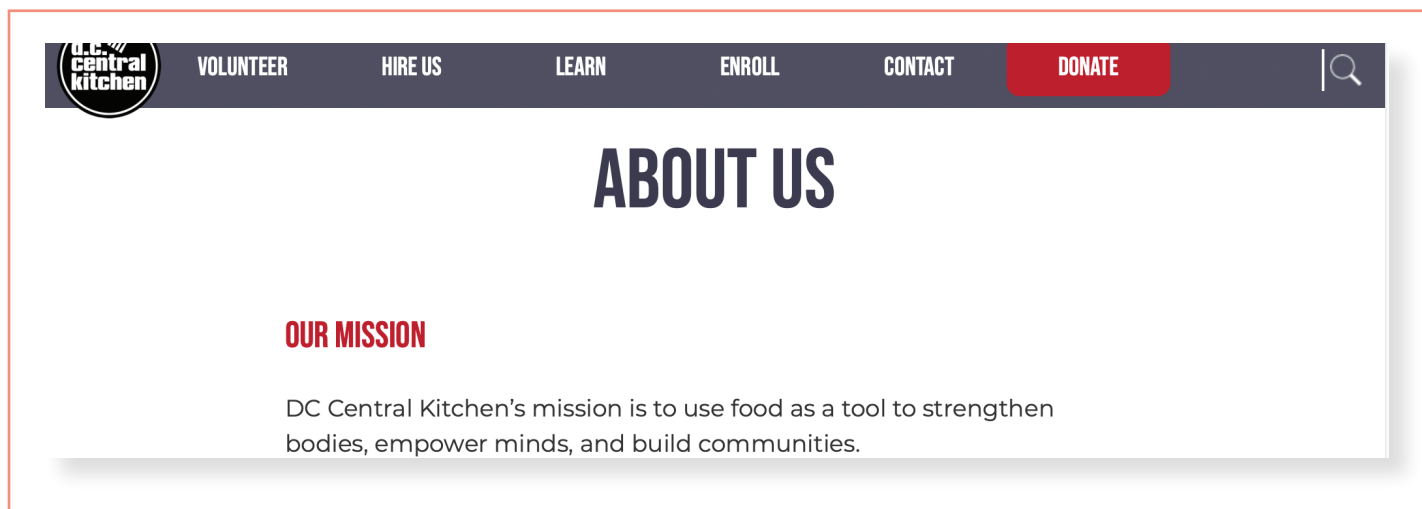 d.c.
central
kitchen
VOLUNTEER HIRE US LEARN ENROLL CONTACT DONATE
ABOUT US
OUR MISSION
DC Central Kitchen’s mission is to use food as a tool to strengthen
bodies, empower minds, and build communities.